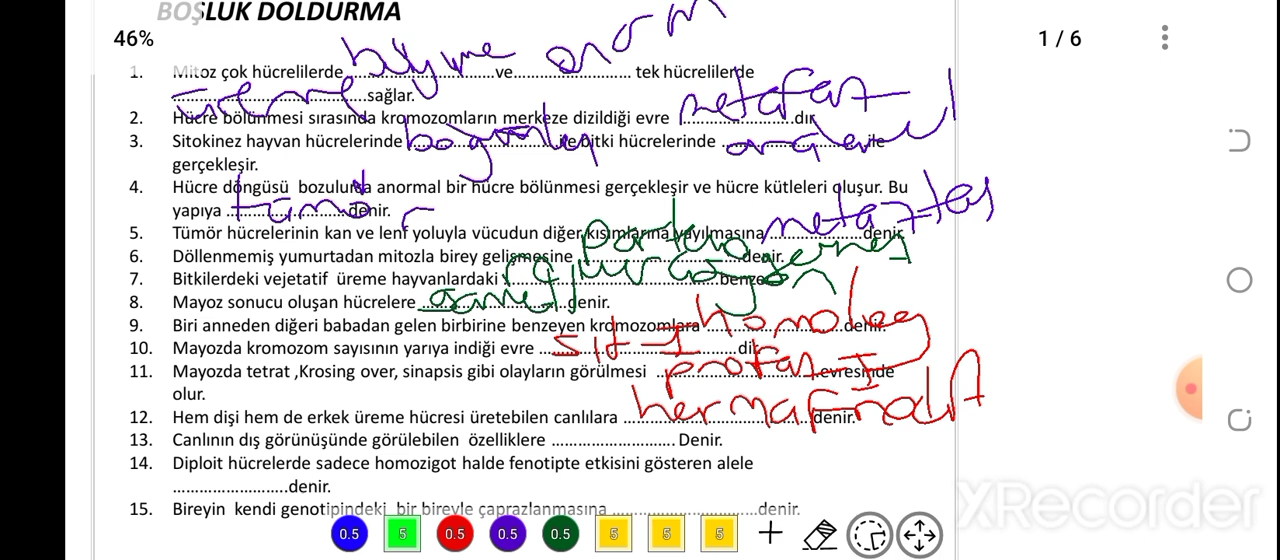 BOŞLUK DOLDURMA
46%
1 / 6
büyüme onarım
1. Mitoz çok hücrelilerde ........................ve........................ tek hücrelilerde
üreme ........................sağlar.
2. Hücre bölünmesi sırasında kromozomların merkeze dizildiği evre ........................dır metafaz
3. Sitokinez hayvan hücrelerinde boğumlu ........................ile bitki hücrelerinde ........................ile ara lamel
gerçekleşir.
4. Hücre döngüsü bozulursa anormal bir hücre bölünmesi gerçekleşir ve hücre kütleleri oluşur. Bu
yapıya ........................denir. tümör
5. Tümör hücrelerinin kan ve lenf yoluyla vücudun diğer kısımlarına yayılmasına ........................denir. metaztas
6. Döllenmemiş yumurtadan mitozla birey gelişmesine ........................denir. partenogenez
7. Bitkilerdeki vejetatif üreme hayvanlardaki ........................benzer
8. Mayoz sonucu oluşan hücrelere ........................denir. gamet
9. Biri anneden diğeri babadan gelen birbirine benzeyen kromozomlara ........................denir. homolog
10. Mayozda kromozom sayısının yarıya indiği evre ........................dir sit-I
11. Mayozda tetrat ,Krosing over, sinapsis gibi olayların görülmesi ........................evresinde profaz-I
olur.
12. Hem dişi hem de erkek üreme hücresi üretebilen canlılara ........................denir. hermafrodit
13. Canlının dış görünüşünde görülebilen özelliklere ........................ Denir.
14. Diploit hücrelerde sadece homozigot halde fenotipte etkisini gösteren alele
........................denir.
15. Bireyin kendi genotipindeki bir bireyle çaprazlanmasına ........................denir.
0.5 5 0.5 0.5 0.5 5 5 5
XRecorder